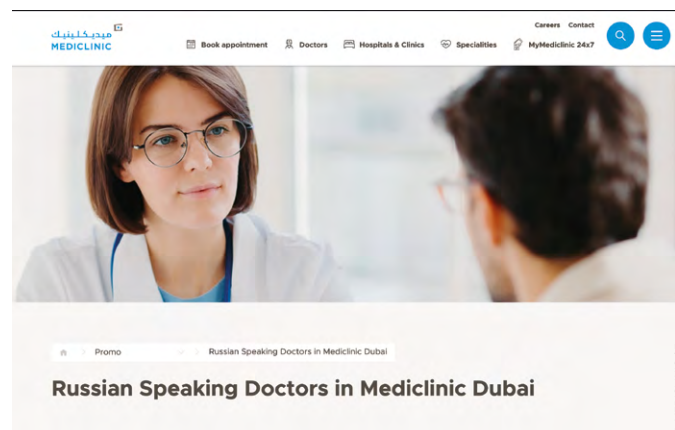 ميديكلينيك
MEDICLINIC
Careers Contact
Book appointment Doctors Hospitals & Clinics Specialities MyMediclinic 24x7
Promo Russian Speaking Doctors in Mediclinic Dubai
Russian Speaking Doctors in Mediclinic Dubai